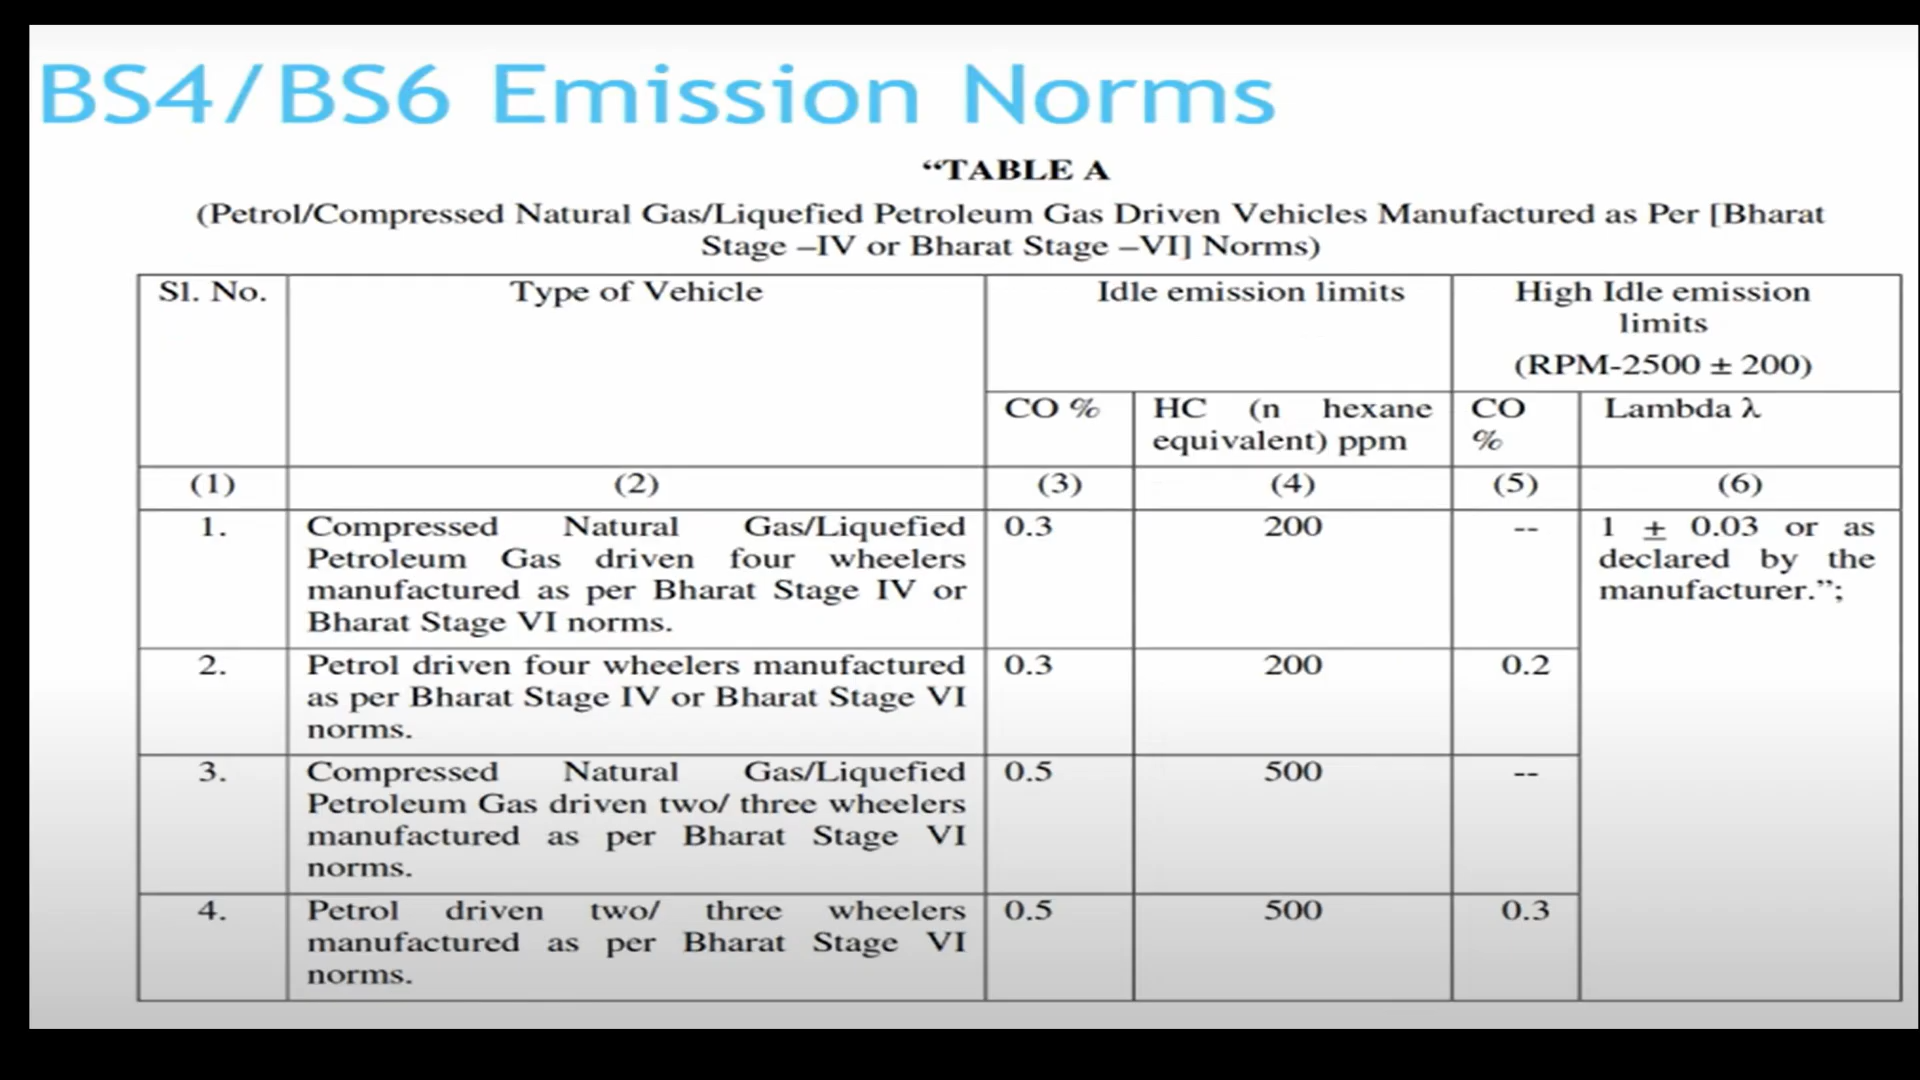 BS4/BS6 Emission Norms
“TABLE A
(Petrol/Compressed Natural Gas/Liquefied Petroleum Gas Driven Vehicles Manufactured as Per [Bharat
Stage –IV or Bharat Stage –VI] Norms)
Sl. No.
Type of Vehicle
Idle emission limits
High Idle emission
limits
(RPM-2500 ± 200)
CO %
HC (n hexane
equivalent) ppm
CO
%
Lambda λ
(1)
(2)
(3)
(4)
(5)
(6)
1.
Compressed Natural Gas/Liquefied
Petroleum Gas driven four wheelers
manufactured as per Bharat Stage IV or
Bharat Stage VI norms.
0.3
200
--
1 ± 0.03 or as
declared by the
manufacturer.”;
2.
Petrol driven four wheelers manufactured
as per Bharat Stage IV or Bharat Stage VI
norms.
0.3
200
0.2
3.
Compressed Natural Gas/Liquefied
Petroleum Gas driven two/ three wheelers
manufactured as per Bharat Stage VI
norms.
0.5
500
--
4.
Petrol driven two/ three wheelers
manufactured as per Bharat Stage VI
norms.
0.5
500
0.3